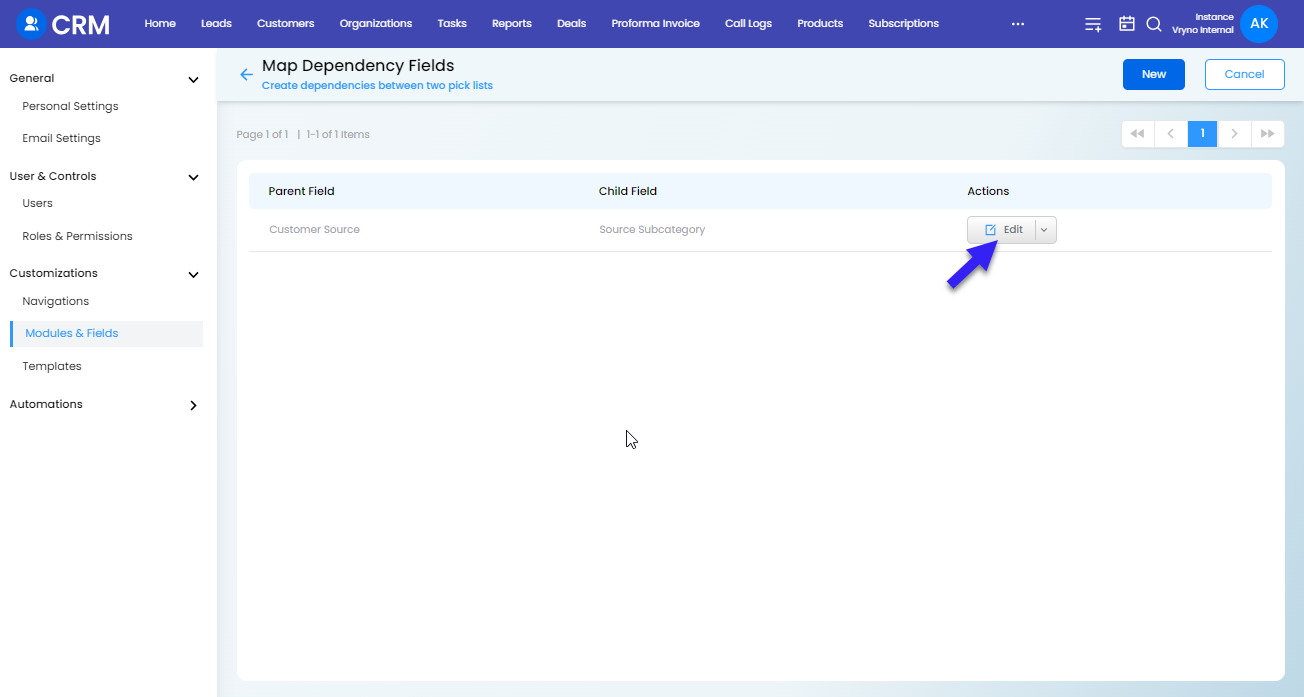 CRM
Home Leads Customers Organizations Tasks Reports Deals Proforma Invoice Call Logs Products Subscriptions ...
Instance
Vryno Internal
AK
General
Personal Settings
Email Settings
User & Controls
Users
Roles & Permissions
Customizations
Navigations
Modules & Fields
Templates
Automations
Map Dependency Fields
Create dependencies between two pick lists
New Cancel
Page 1 of 1 | 1-1 of 1 Items
1
Parent Field Child Field Actions
Customer Source Source Subcategory Edit